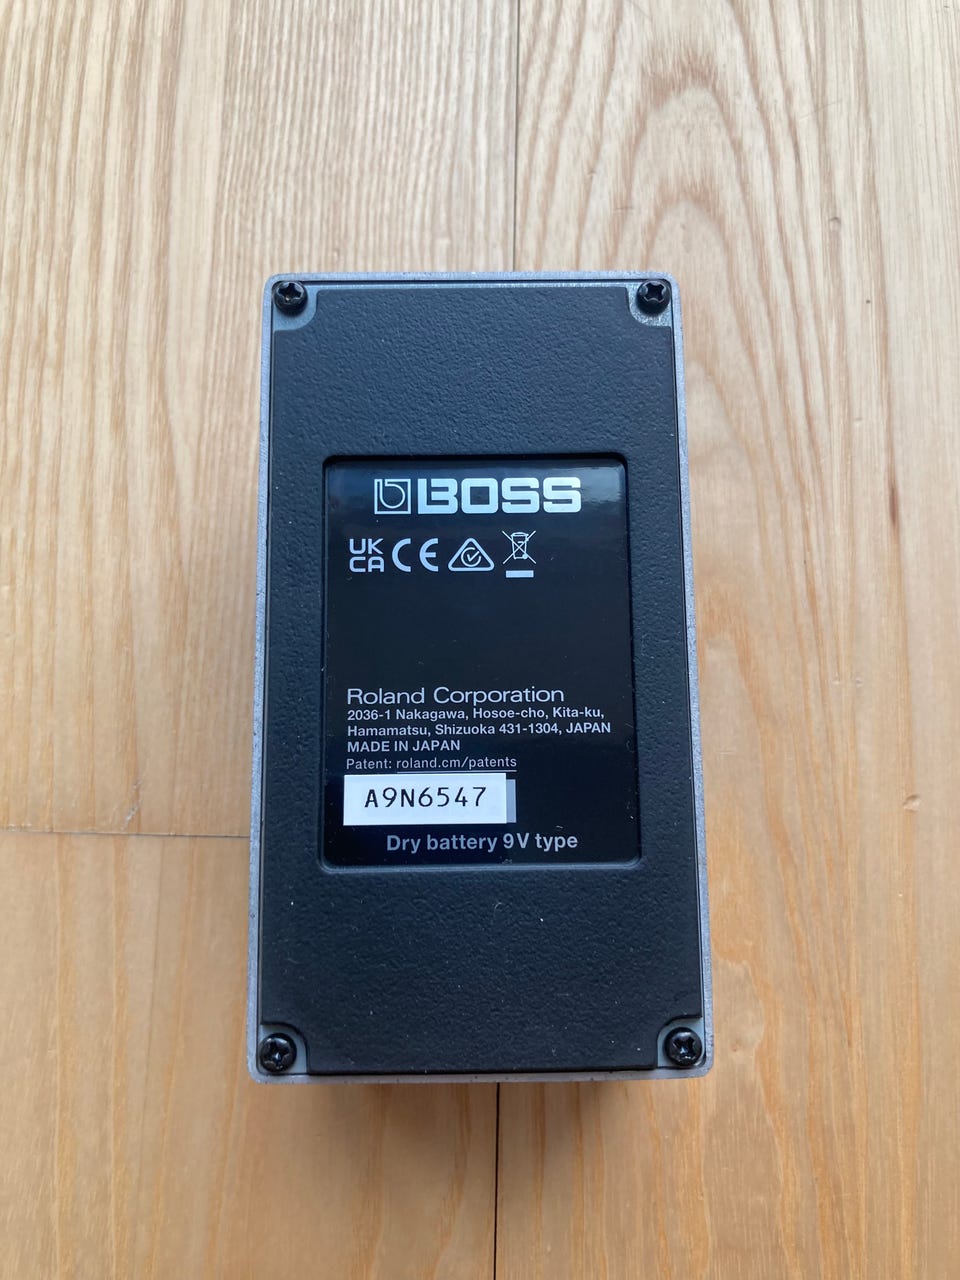 BOSS
UK
CA CE
Roland Corporation
2036-1 Nakagawa, Hosoe-cho, Kita-ku,
Hamamatsu, Shizuoka 431-1304, JAPAN
MADE IN JAPAN
Patent: roland.cm/patents
A9N6547
Dry battery 9V type